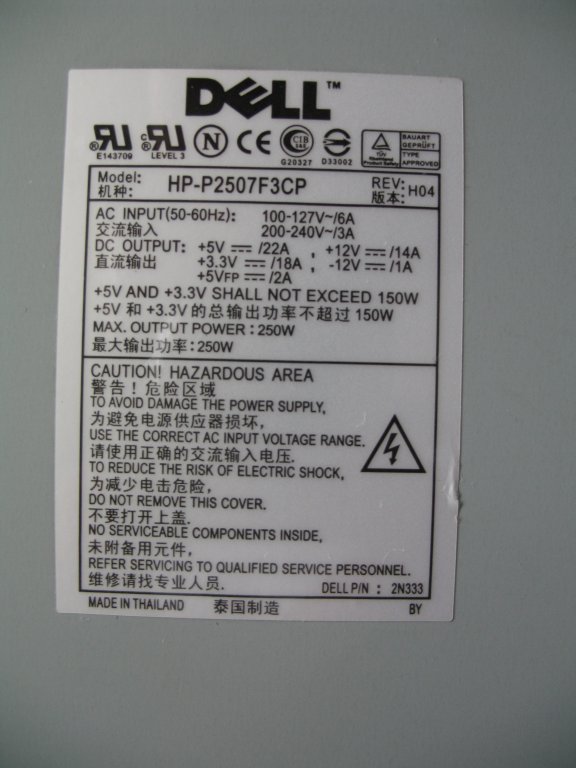 DELL™
E143709
LEVEL 3
N
CE
CIB
G20327
D33002
TÜV
Rheinland
Product Safety
BAUART
GEPRÜFT
TYPE
APPROVED
Model: HP-P2507F3CP REV: H04
机种: 版本:
AC INPUT(50-60Hz): 100-127V~/6A
交流输入 200-240V~/3A
DC OUTPUT: +5V ⎓/22A , +12V ⎓/14A
直流输出 +3.3V ⎓/18A , -12V ⎓/1A
+5VFP ⎓/2A
+5V AND +3.3V SHALL NOT EXCEED 150W
+5V 和 +3.3V 的总输出功率不超过 150W
MAX. OUTPUT POWER : 250W
最大输出功率: 250W
CAUTION! HAZARDOUS AREA
警告！危险区域
TO AVOID DAMAGE THE POWER SUPPLY,
为避免电源供应器损坏,
USE THE CORRECT AC INPUT VOLTAGE RANGE.
请使用正确的交流输入电压.
TO REDUCE THE RISK OF ELECTRIC SHOCK,
为减少电击危险,
DO NOT REMOVE THIS COVER.
不要打开上盖.
NO SERVICEABLE COMPONENTS INSIDE,
未附备用元件,
REFER SERVICING TO QUALIFIED SERVICE PERSONNEL.
维修请找专业人员.
DELL P/N : 2N333
MADE IN THAILAND 泰国制造 BY